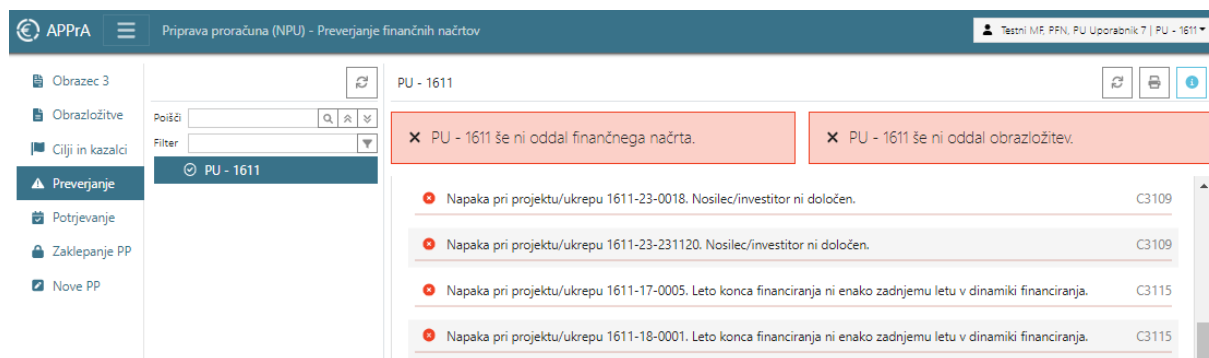 APPrA
Priprava proračuna (NPU) - Preverjanje finančnih načrtov
Testni MF, PFN, PU Uporabnik 7 | PU - 1611
Obrazec 3
Obrazložitve
Cilji in kazalci
Preverjanje
Potrjevanje
Zaklepanje PP
Nove PP
Poišči
Filter
PU - 1611
PU - 1611
PU - 1611 še ni oddal finančnega načrta.
PU - 1611 še ni oddal obrazložitev.
Napaka pri projektu/ukrepu 1611-23-0018. Nosilec/investitor ni določen. C3109
Napaka pri projektu/ukrepu 1611-23-231120. Nosilec/investitor ni določen. C3109
Napaka pri projektu/ukrepu 1611-17-0005. Leto konca financiranja ni enako zadnjemu letu v dinamiki financiranja. C3115
Napaka pri projektu/ukrepu 1611-18-0001. Leto konca financiranja ni enako zadnjemu letu v dinamiki financiranja. C3115